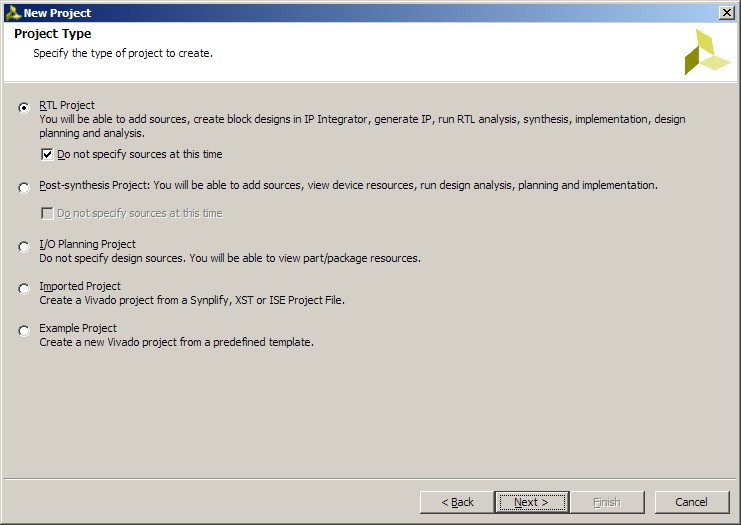 New Project
Project Type
Specify the type of project to create.
RTL Project
You will be able to add sources, create block designs in IP Integrator, generate IP, run RTL analysis, synthesis, implementation, design
planning and analysis.
Do not specify sources at this time
Post-synthesis Project: You will be able to add sources, view device resources, run design analysis, planning and implementation.
Do not specify sources at this time
I/O Planning Project
Do not specify design sources. You will be able to view part/package resources.
Imported Project
Create a Vivado project from a Synplify, XST or ISE Project File.
Example Project
Create a new Vivado project from a predefined template.
< Back Next > Finish Cancel